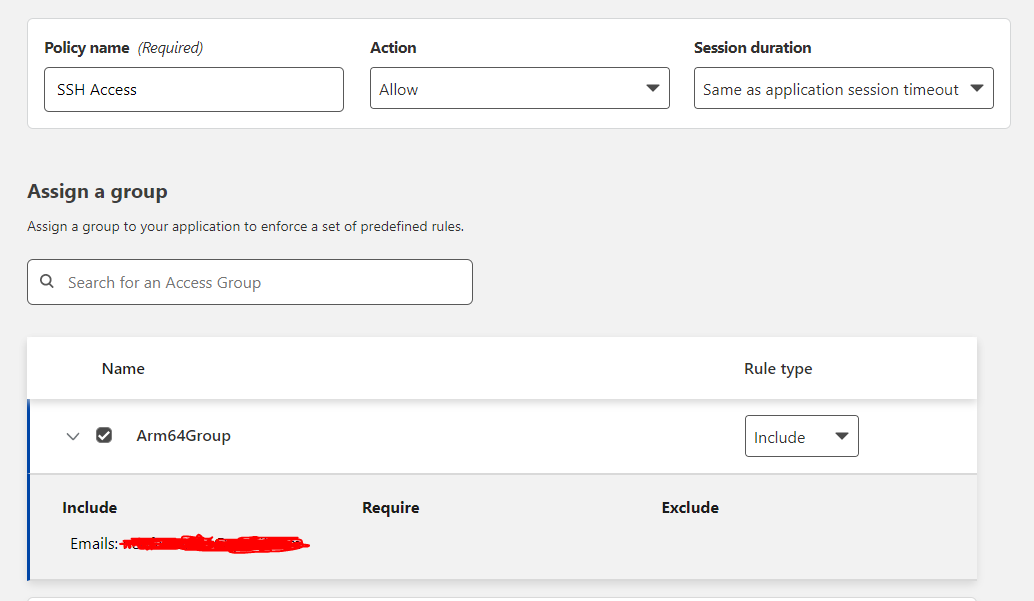 Policy name (Required)
Action
Session duration
SSH Access
Allow
Same as application session timeout
Assign a group
Assign a group to your application to enforce a set of predefined rules.
Search for an Access Group
Name
Rule type
Arm64Group
Include
Include
Require
Exclude
Emails: